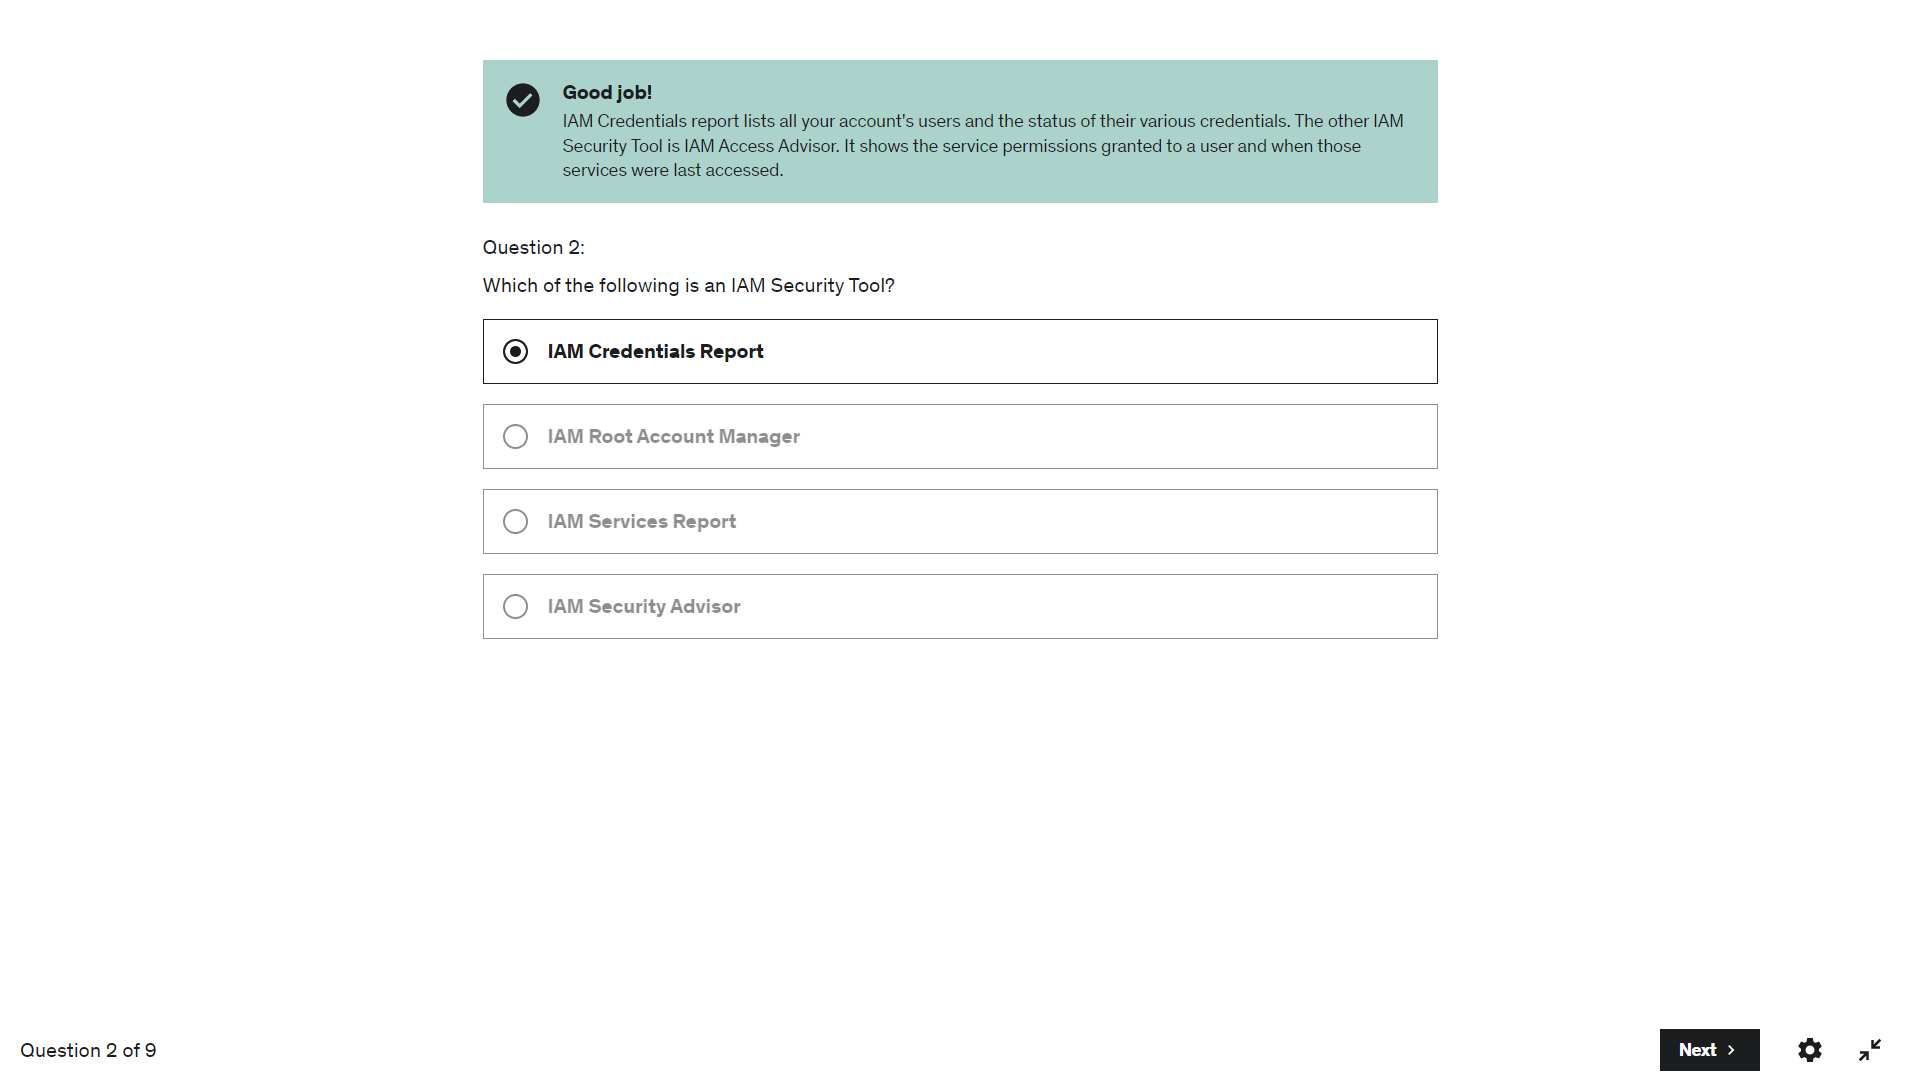 Good job!
IAM Credentials report lists all your account's users and the status of their various credentials. The other IAM
Security Tool is IAM Access Advisor. It shows the service permissions granted to a user and when those
services were last accessed.
Question 2:
Which of the following is an IAM Security Tool?
IAM Credentials Report
IAM Root Account Manager
IAM Services Report
IAM Security Advisor
Question 2 of 9
Next